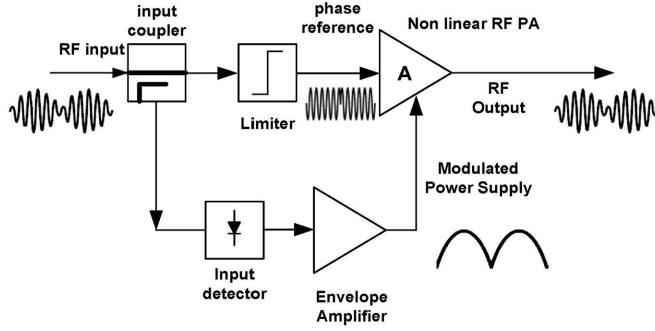 input
coupler
RF input
Limiter
phase
reference
Non linear RF PA
A
RF
Output
Modulated
Power Supply
Input
detector
Envelope
Amplifier